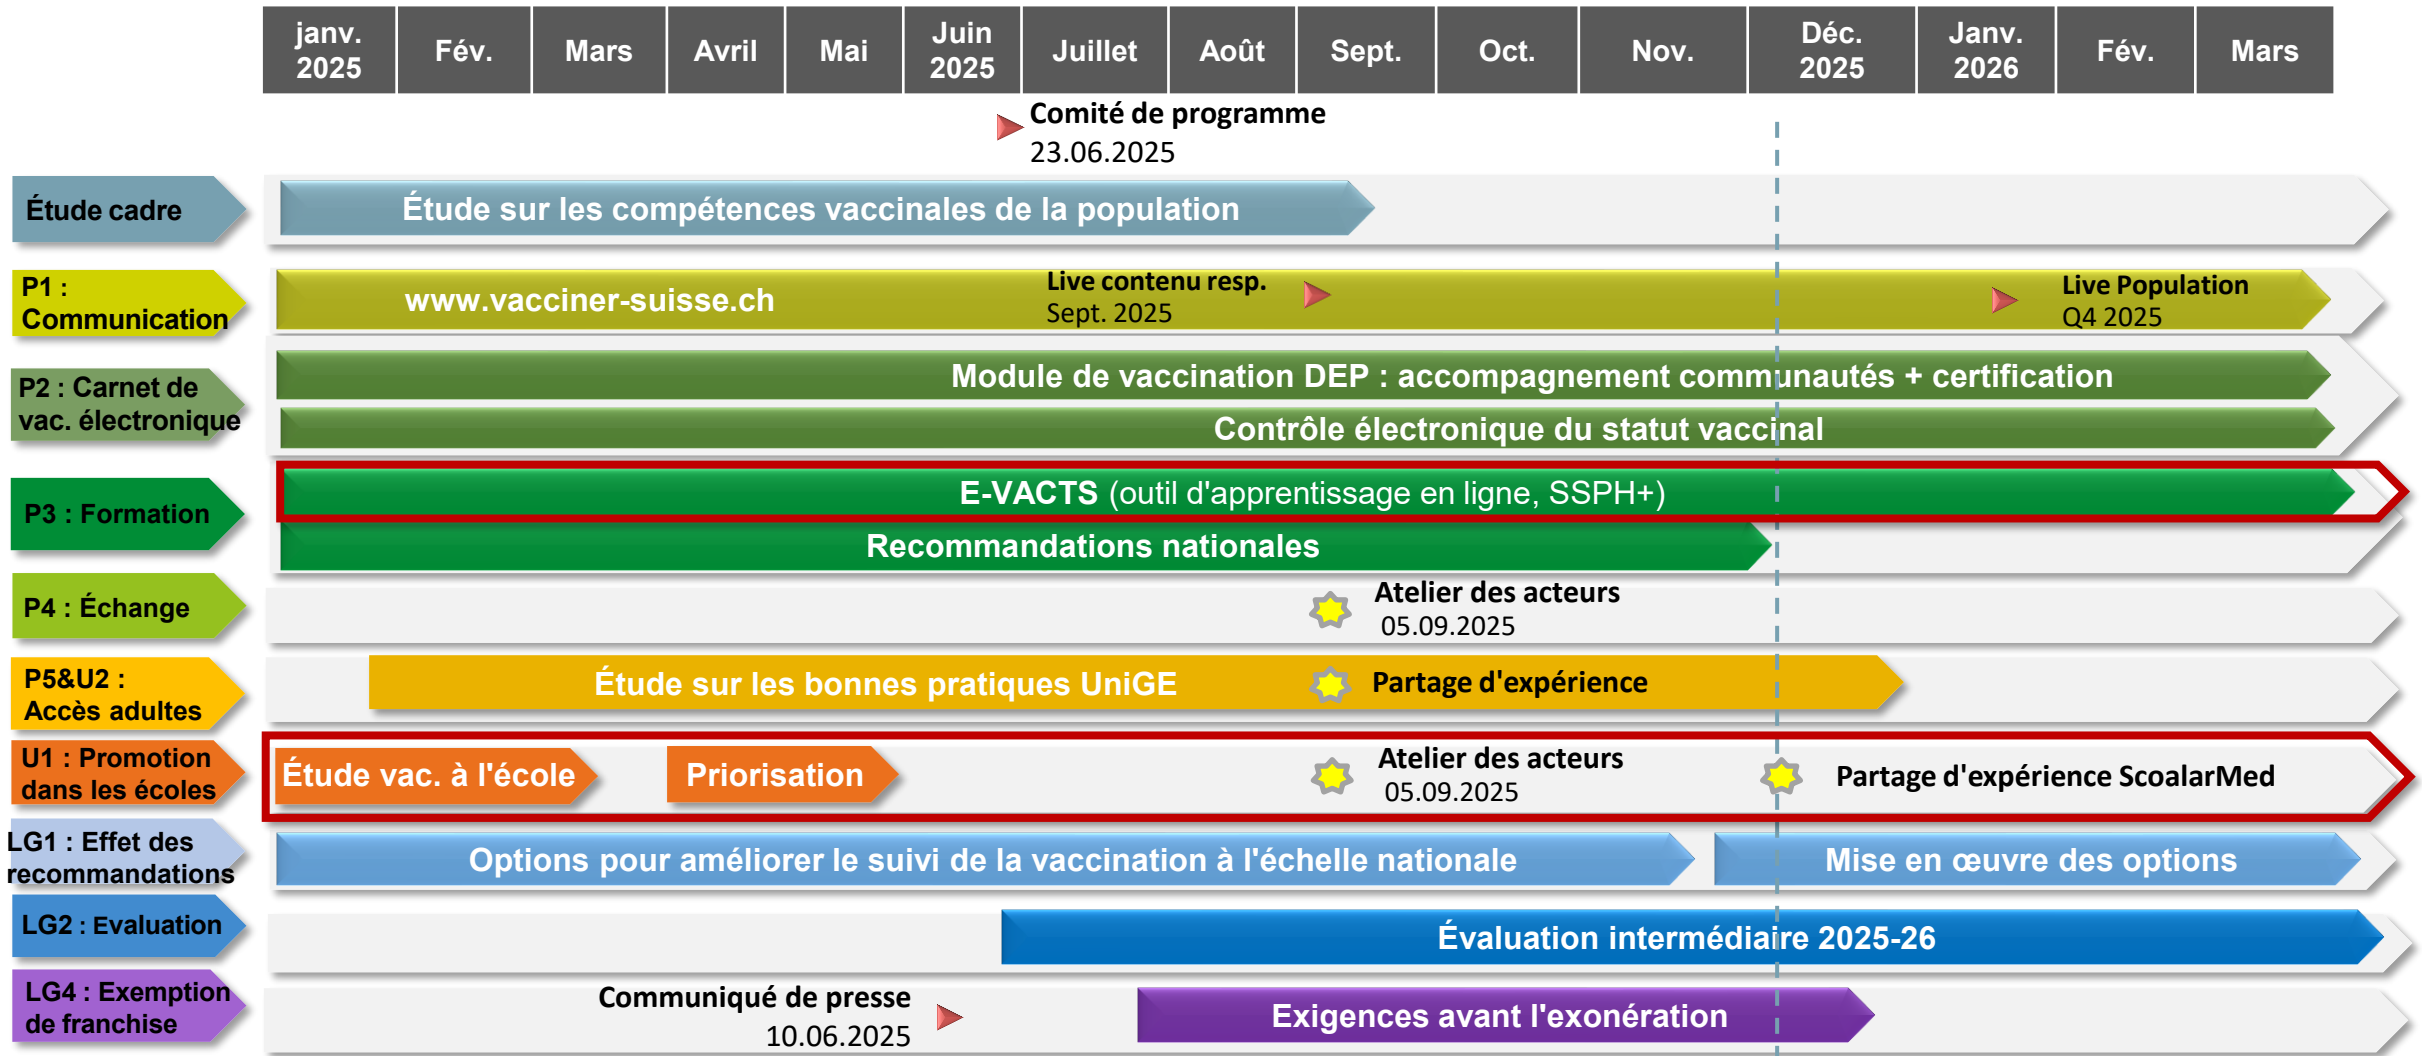 janv.
2025
Fév.
Mars
Avril
Mai
Juin
2025
Juillet
Août
Sept.
Oct.
Nov.
Déc.
2025
Janv.
2026
Fév.
Mars
Comité de programme
23.06.2025
Étude cadre
Étude sur les compétences vaccinales de la population
P1 :
Communication
www.vacciner-suisse.ch
Live contenu resp.
Sept. 2025
Live Population
Q4 2025
P2 : Carnet de
vac. électronique
Module de vaccination DEP : accompagnement communautés + certification
Contrôle électronique du statut vaccinal
P3 : Formation
E-VACTS (outil d'apprentissage en ligne, SSPH+)
Recommandations nationales
P4 : Échange
Atelier des acteurs
05.09.2025
P5&U2 :
Accès adultes
Étude sur les bonnes pratiques UniGE
Partage d'expérience
U1 : Promotion
dans les écoles
Étude vac. à l'école
Priorisation
Atelier des acteurs
05.09.2025
Partage d'expérience ScoalarMed
LG1 : Effet des
recommandations
Options pour améliorer le suivi de la vaccination à l'échelle nationale
Mise en œuvre des options
LG2 : Evaluation
Évaluation intermédiaire 2025-26
LG4 : Exemption
de franchise
Communiqué de presse
10.06.2025
Exigences avant l'exonération